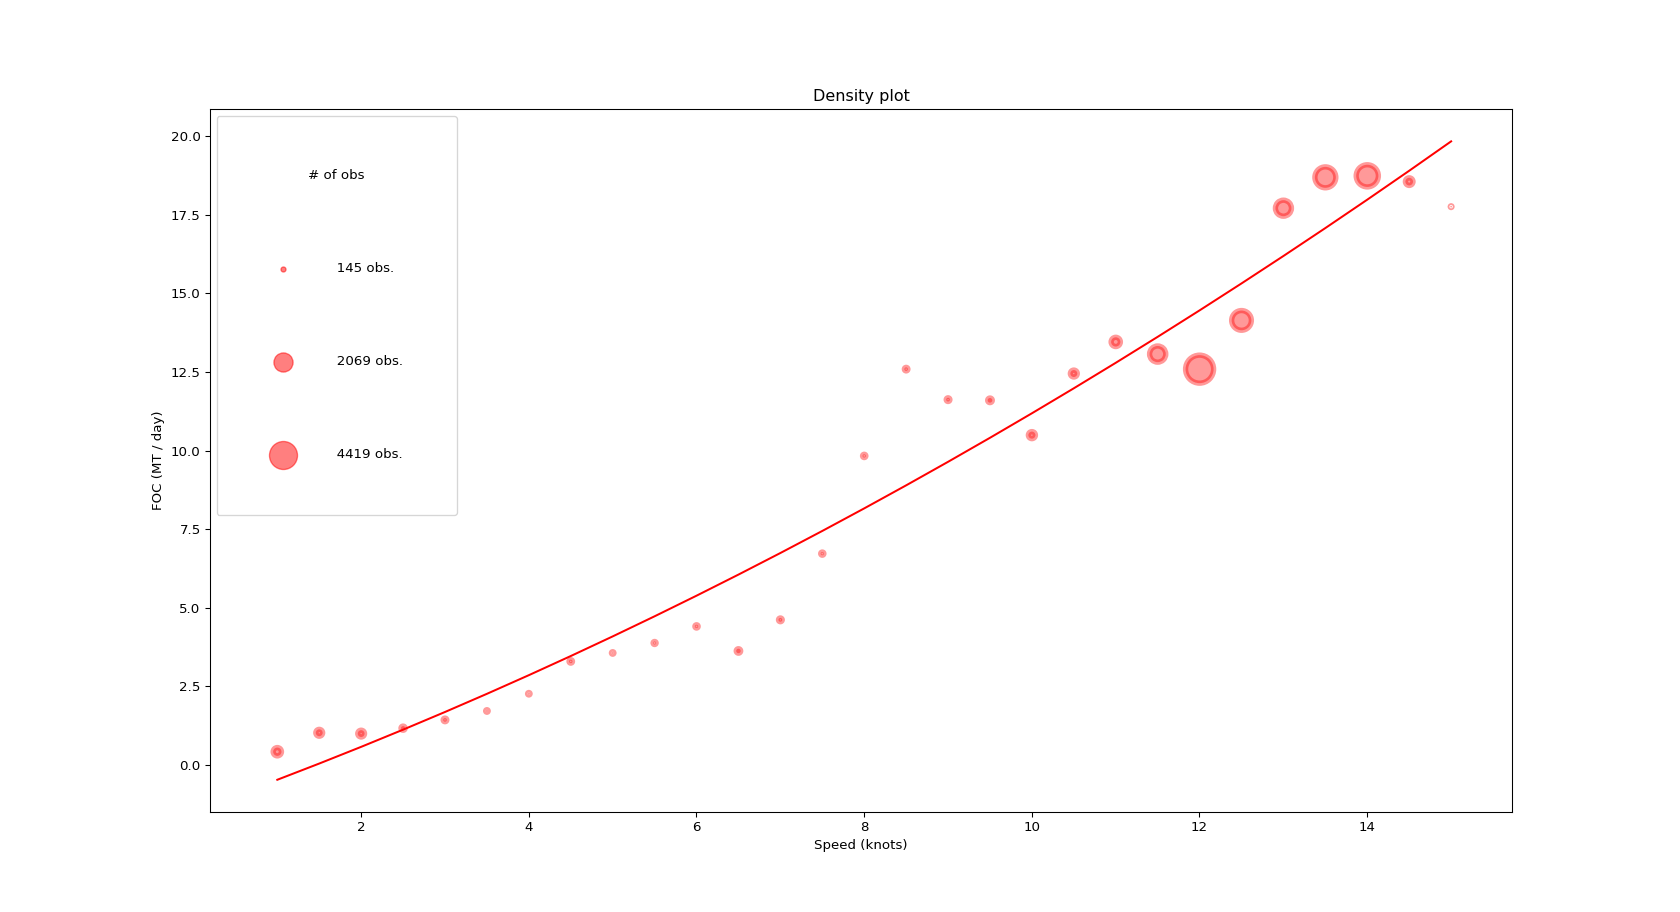 Density plot
# of obs
145 obs.
2069 obs.
4419 obs.
FOC (MT / day)
20.0
17.5
15.0
12.5
10.0
7.5
5.0
2.5
0.0
2 4 6 8 10 12 14
Speed (knots)